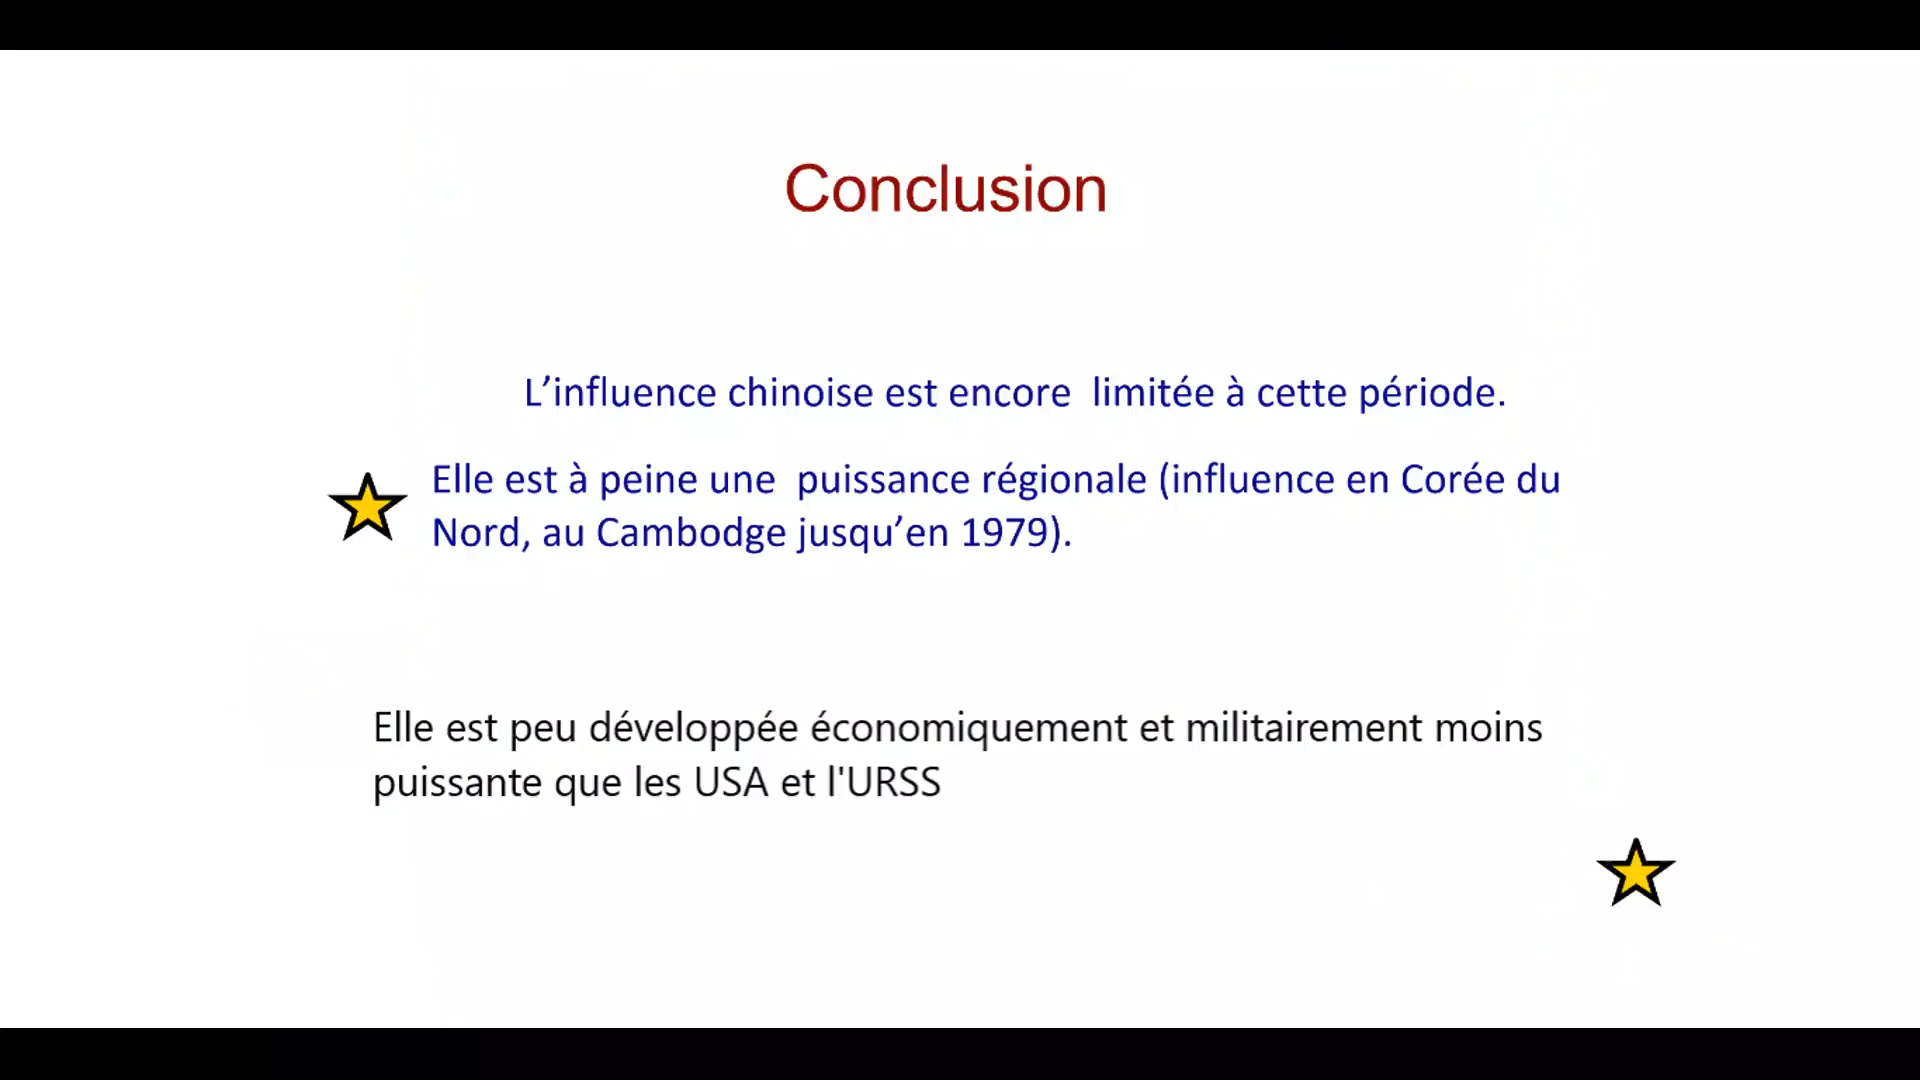 Conclusion
L’influence chinoise est encore  limitée à cette période.
Elle est à peine une  puissance régionale (influence en Corée du
Nord, au Cambodge jusqu’en 1979).
Elle est peu développée économiquement et militairement moins
puissante que les USA et l'URSS